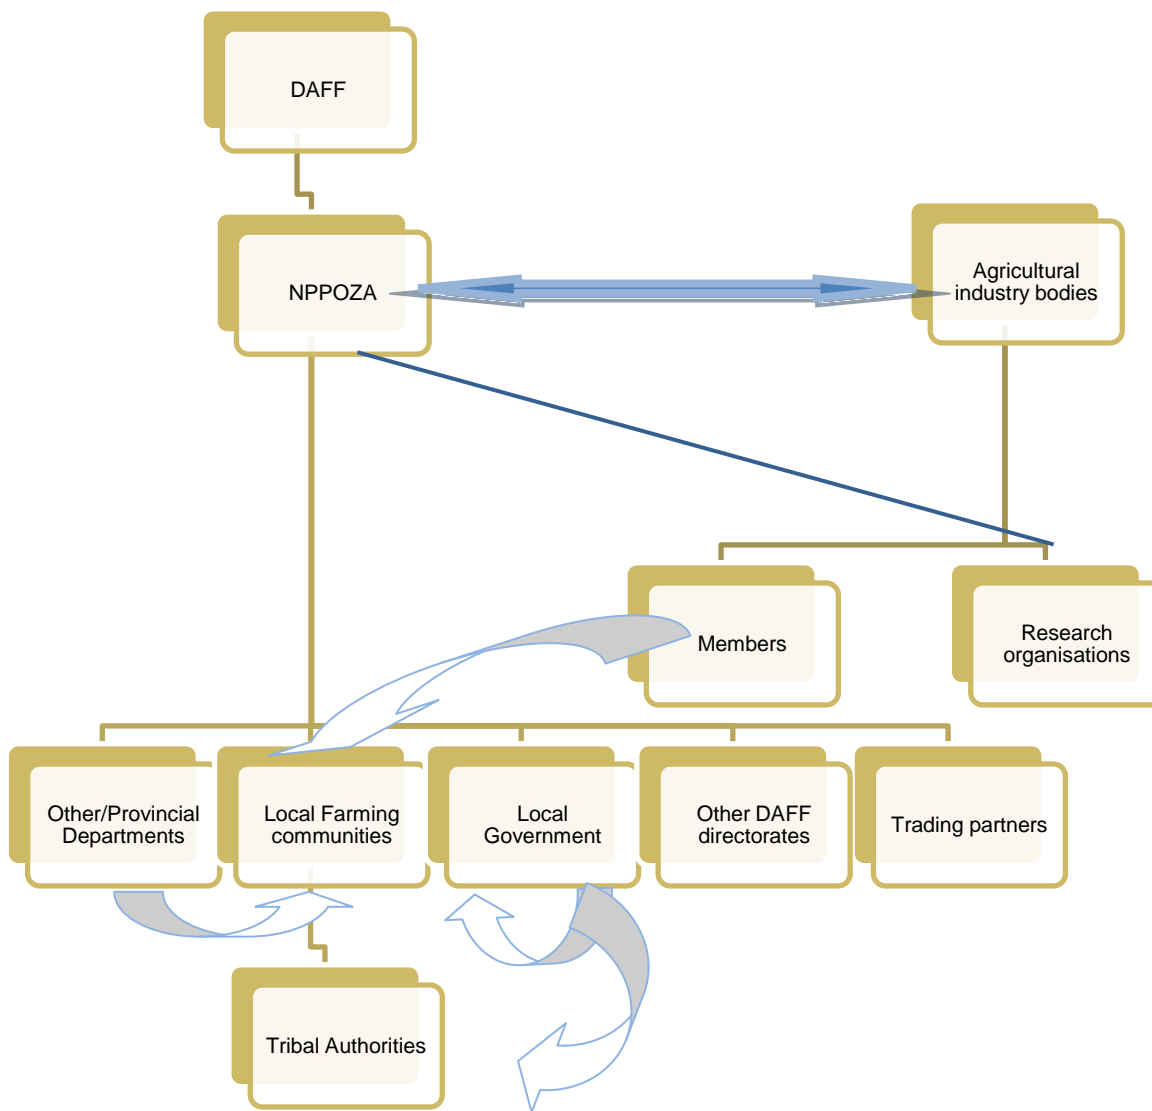 DAFF
NPPOZA
Agricultural
industry bodies
Members
Research
organisations
Other/Provincial
Departments
Local Farming
communities
Local
Government
Other DAFF
directorates
Trading partners
Tribal Authorities